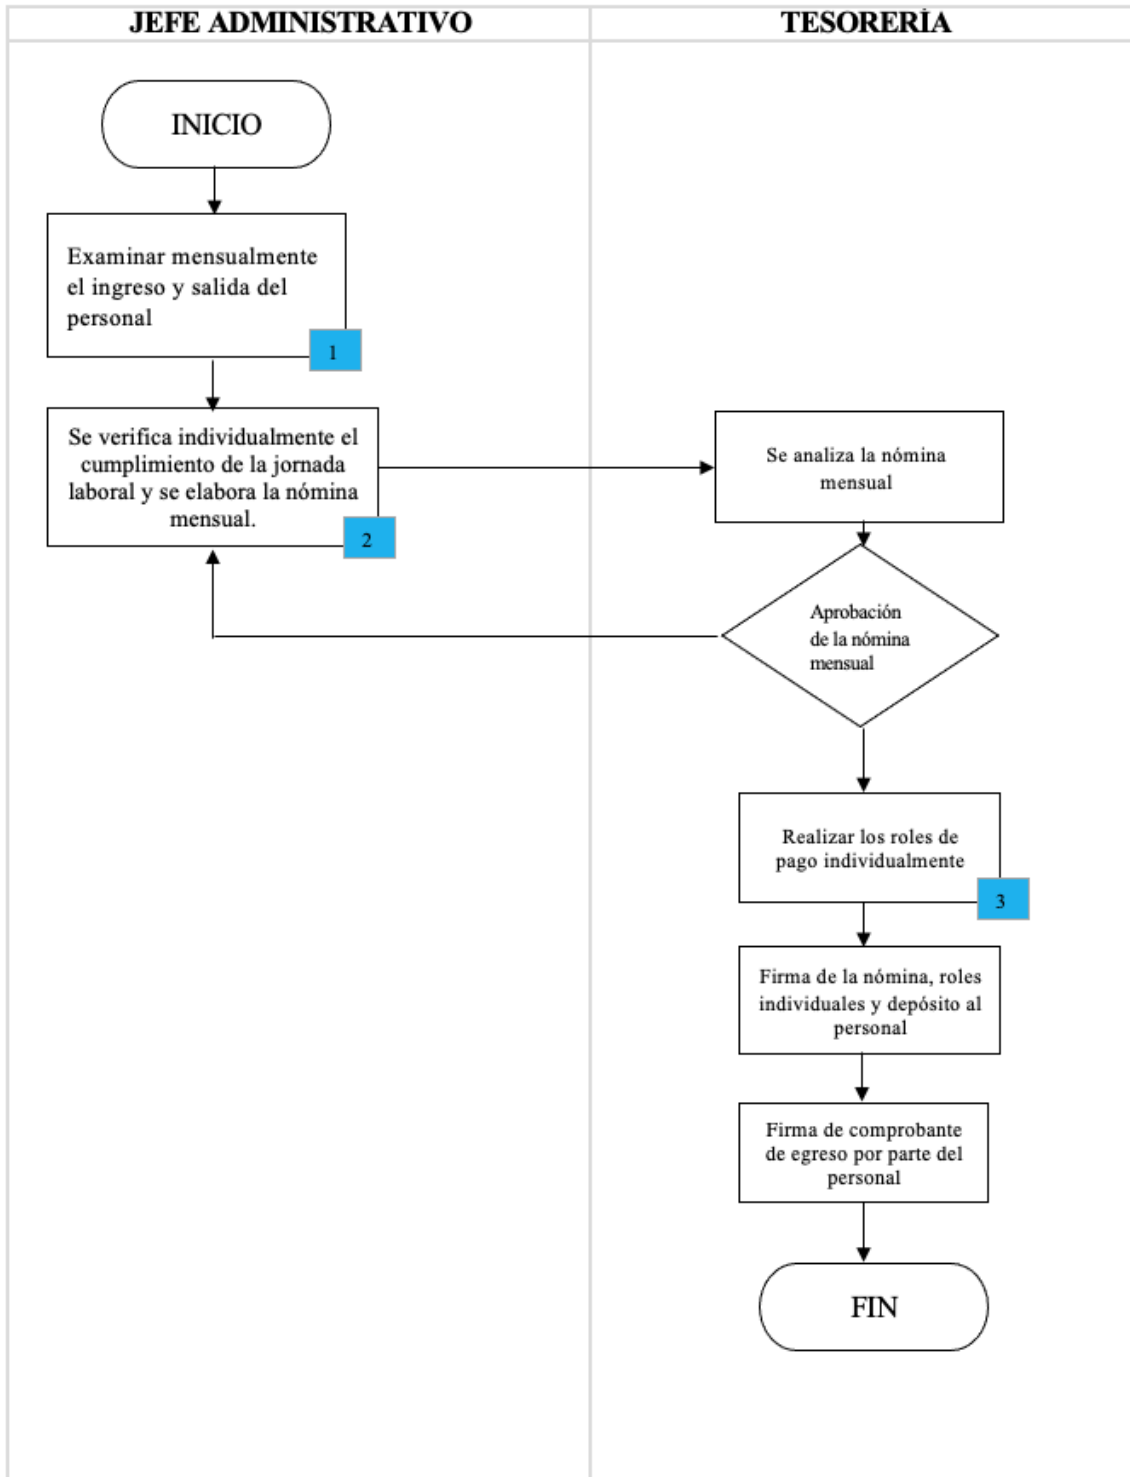 JEFE ADMINISTRATIVO
TESORERÍA
INICIO
Examinar mensualmente
el ingreso y salida del
personal
1
Se verifica individualmente el
cumplimiento de la jornada
laboral y se elabora la nómina
mensual.
2
Se analiza la nómina
mensual
Aprobación
de la nómina
mensual
Realizar los roles de
pago individualmente
3
Firma de la nómina, roles
individuales y depósito al
personal
Firma de comprobante
de egreso por parte del
personal
FIN